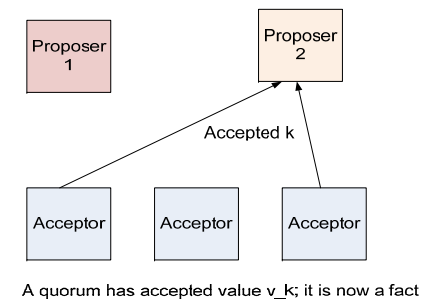 Proposer
1
Proposer
2
Accepted k
Acceptor
Acceptor
Acceptor
A quorum has accepted value v_k; it is now a fact